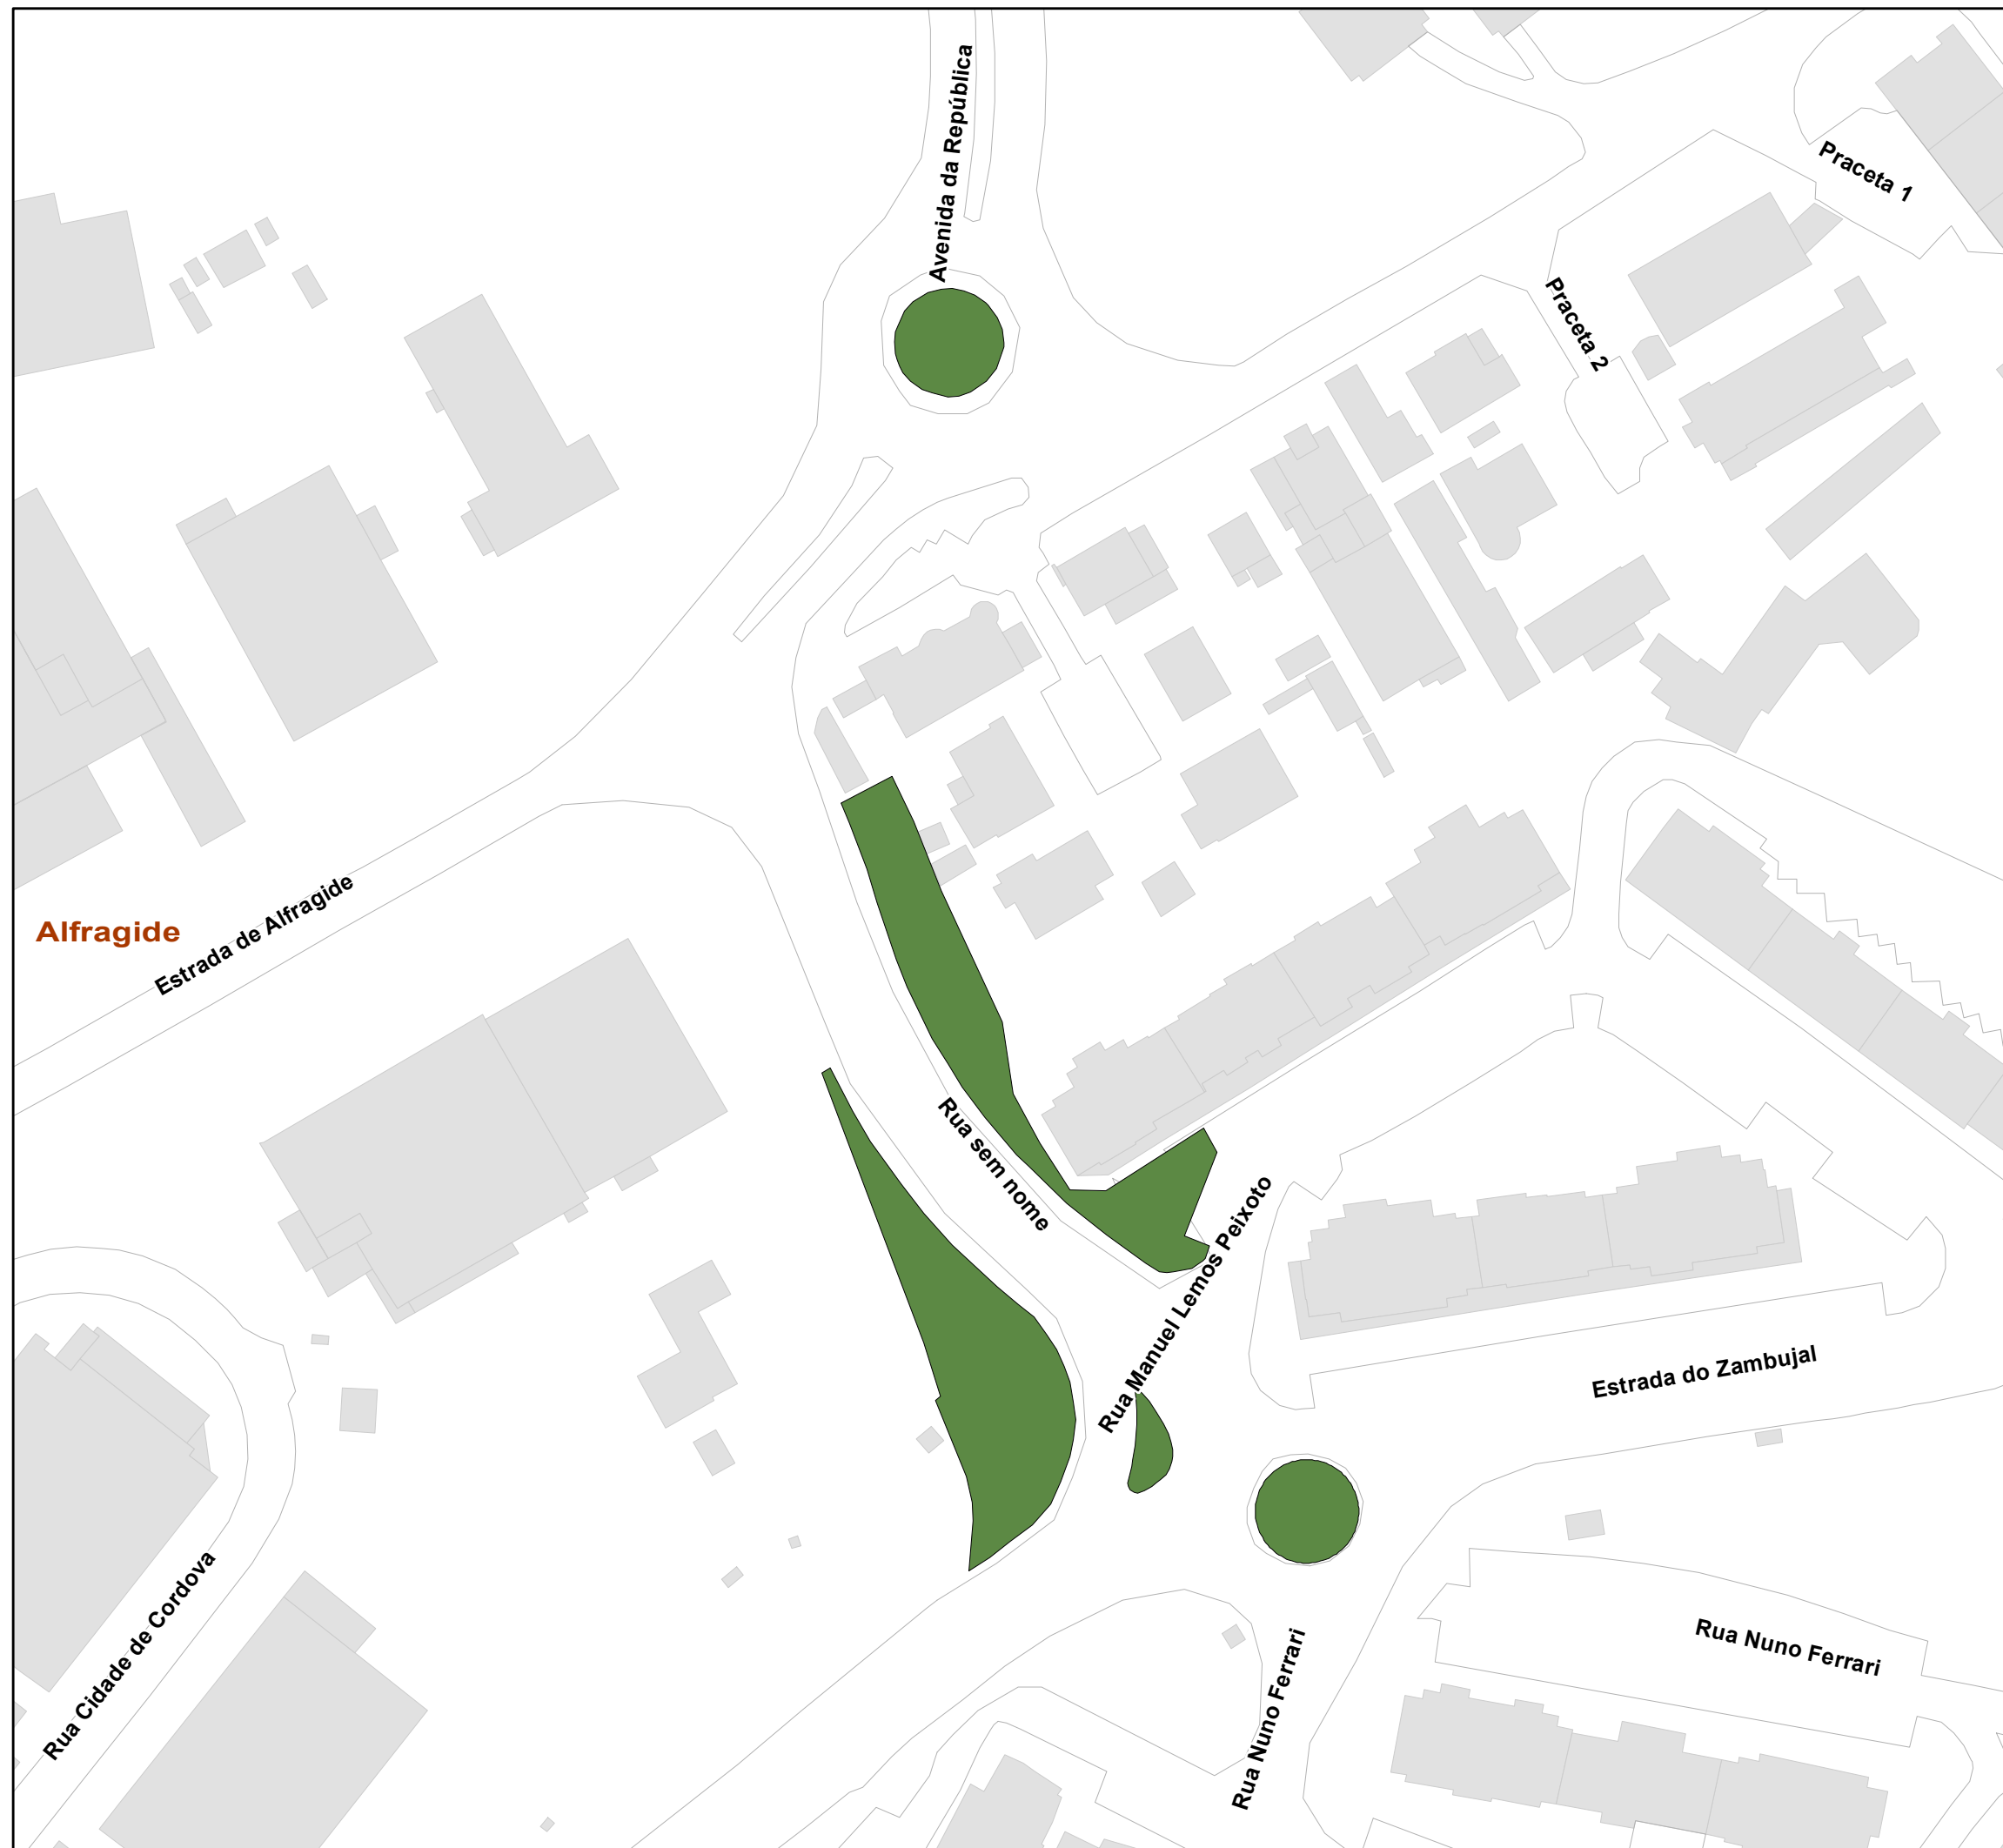 Avenida da República
Praceta 1
Praceta 2
Estrada de Alfragide
Alfragide
Rua sem nome
Rua Manuel Lemos Peixoto
Estrada do Zambujal
Rua Cidade de Cordova
Rua Nuno Ferrari
Rua Nuno Ferrari